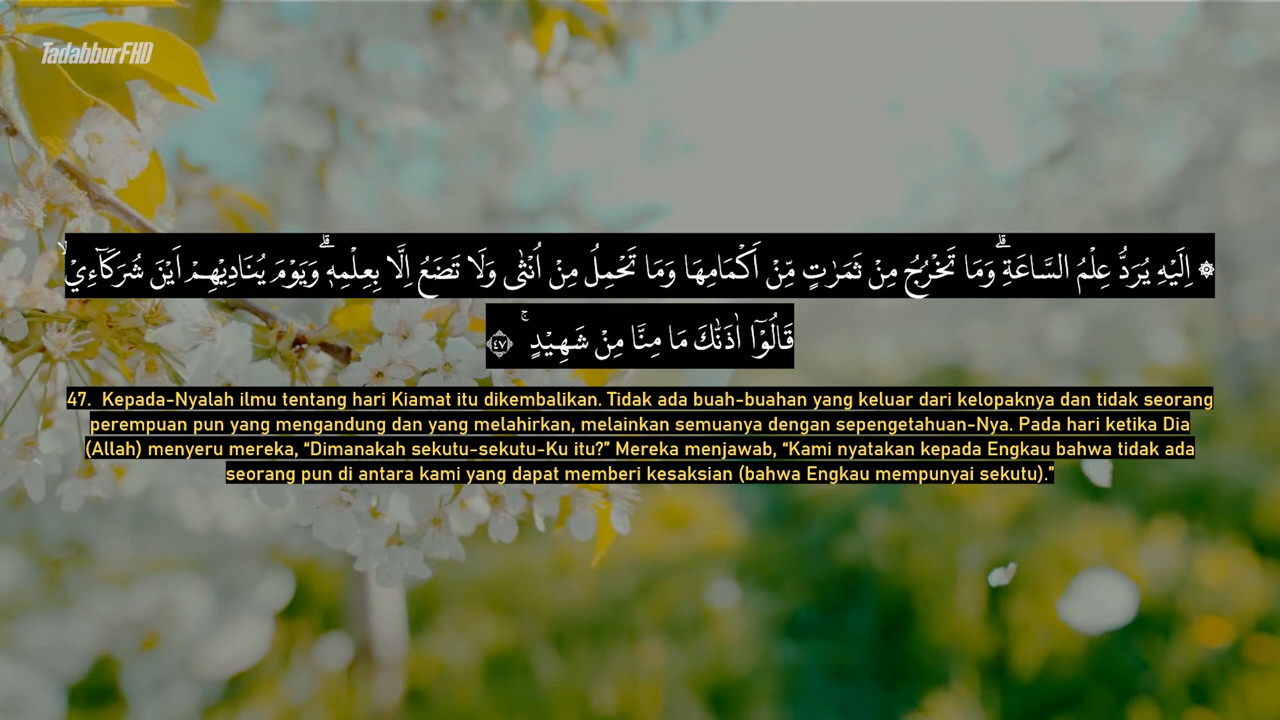 TadabburFHD
۞ اِلَيْهِ يُرَدُّ عِلْمُ السَّاعَةِۗ وَمَا تَخْرُجُ مِنْ ثَمَرٰتٍ مِّنْ اَكْمَامِهَا وَمَا تَحْمِلُ مِنْ اُنْثٰى وَلَا تَضَعُ اِلَّا بِعِلْمِهٖۗ وَيَوْمَ يُنَادِيْهِمْ اَيْنَ شُرَكَاۤءِيْۙ
قَالُوْٓا اٰذَنّٰكَ مَا مِنَّا مِنْ شَهِيْدٍ ۚ ٤٧
47. Kepada-Nyalah ilmu tentang hari Kiamat itu dikembalikan. Tidak ada buah-buahan yang keluar dari kelopaknya dan tidak seorang
perempuan pun yang mengandung dan yang melahirkan, melainkan semuanya dengan sepengetahuan-Nya. Pada hari ketika Dia
(Allah) menyeru mereka, “Dimanakah sekutu-sekutu-Ku itu?” Mereka menjawab, “Kami nyatakan kepada Engkau bahwa tidak ada
seorang pun di antara kami yang dapat memberi kesaksian (bahwa Engkau mempunyai sekutu).”